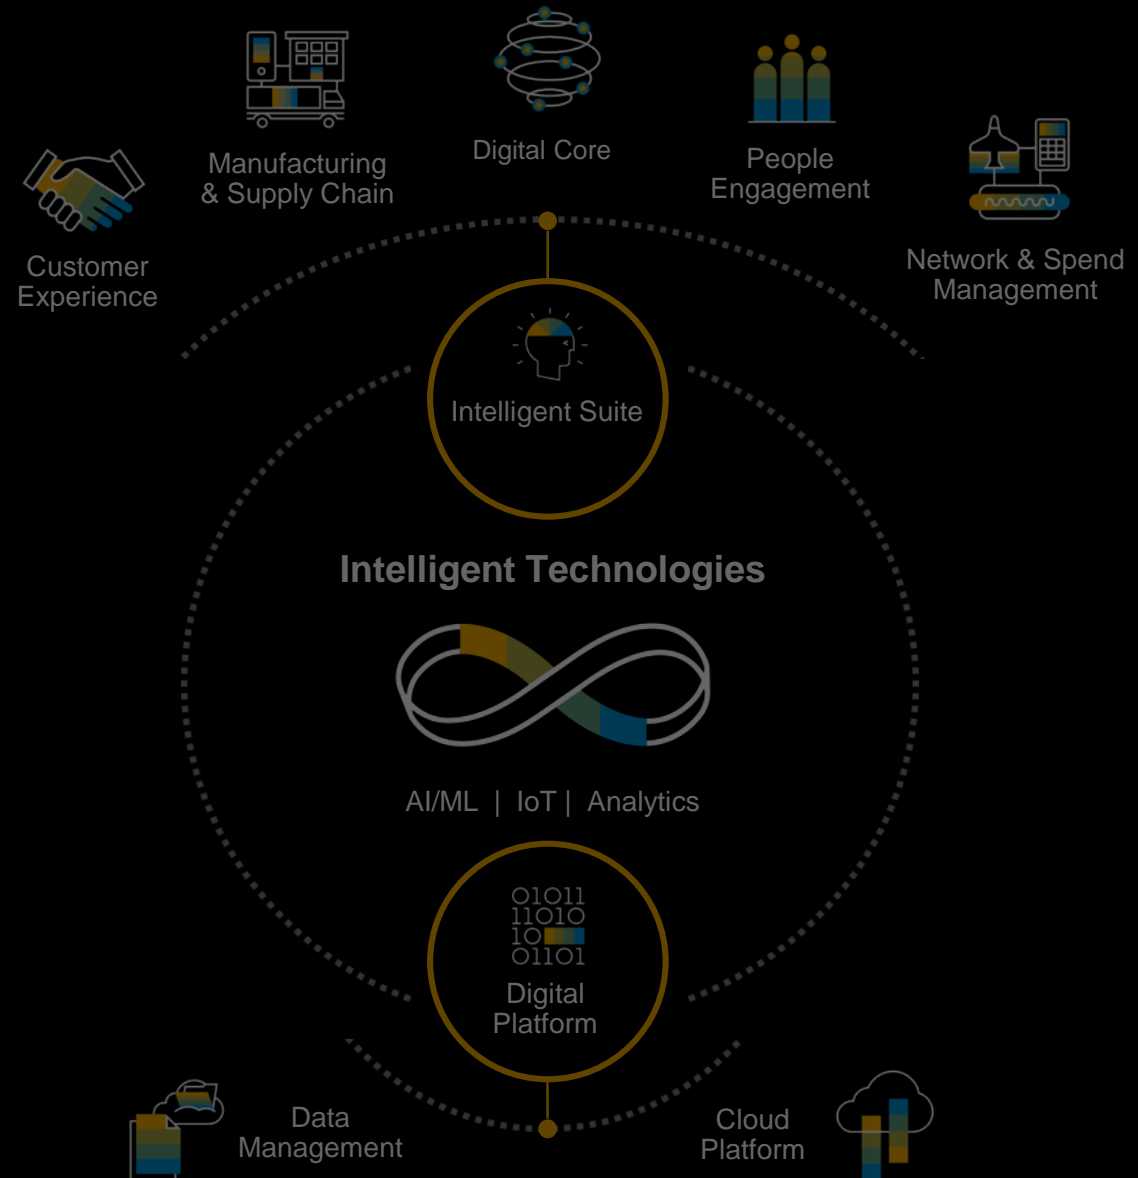 Digital Core
Manufacturing
& Supply Chain
People
Engagement
Customer
Experience
Network & Spend
Management
Intelligent Suite
Intelligent Technologies
AI/ML | IoT | Analytics
01011
11010
10
01101
Digital
Platform
Data
Management
Cloud
Platform